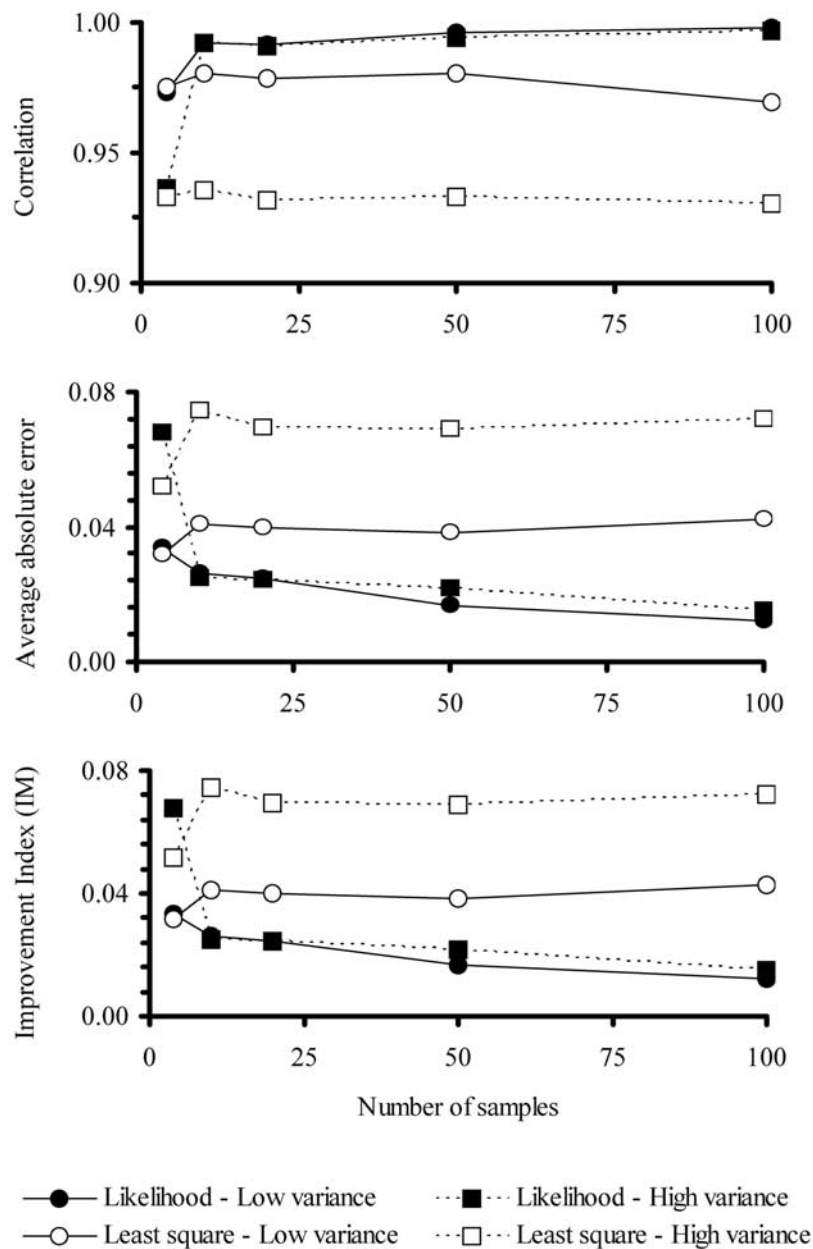 1.00
0.95
0.90
Correlation
0 25 50 75 100
0.08
0.04
0.00
Average absolute error
0 25 50 75 100
0.08
0.04
0.00
Improvement Index (IM)
0 25 50 75 100
Number of samples
Likelihood - Low variance Likelihood - High variance
Least square - Low variance Least square - High variance